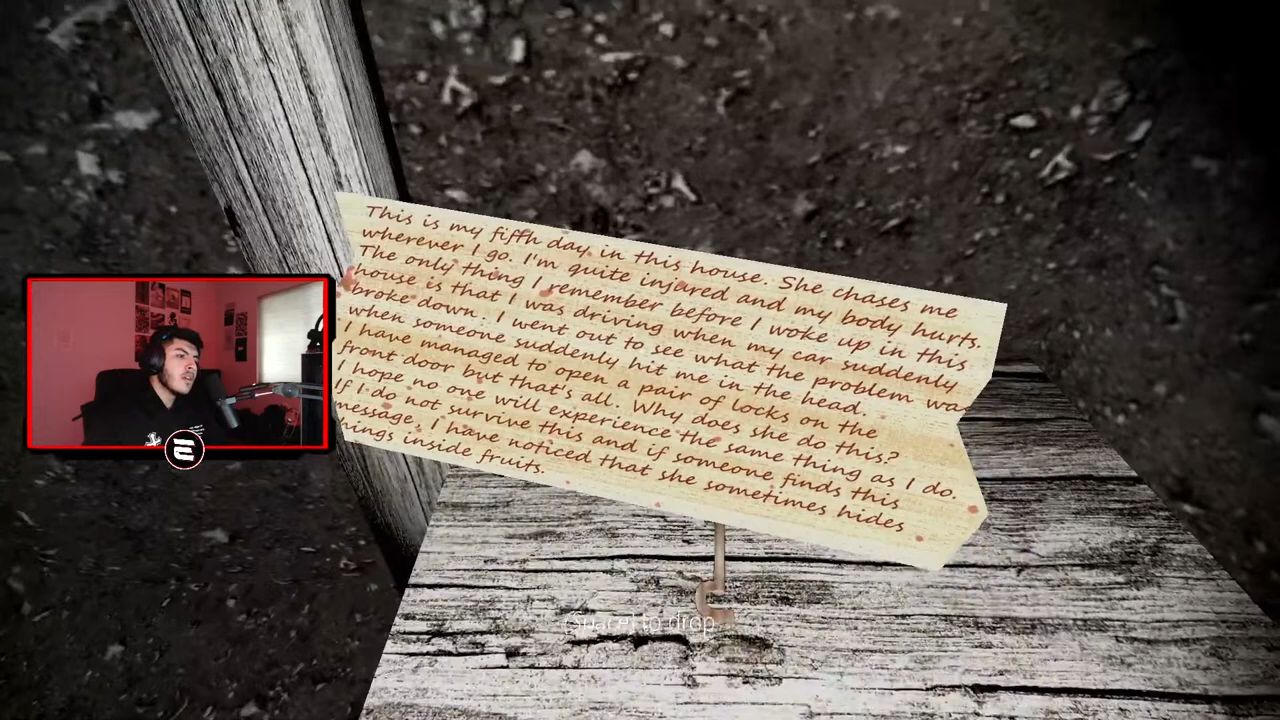 This is my fifth day in this house. She chases me
wherever I go. I'm quite injured and my body hurts.
The only thing I remember before I woke up in this
house is that I was driving when my car suddenly
broke down. I went out to see what the problem was
when someone suddenly hit me in the head.
I have managed to open a pair of locks on the
front door but that's all. Why does she do this?
I hope no one will experience the same thing as I do.
If I do not survive this and if someone finds this
message, I have noticed that she sometimes hides
hings inside fruits.
(Space) to drop